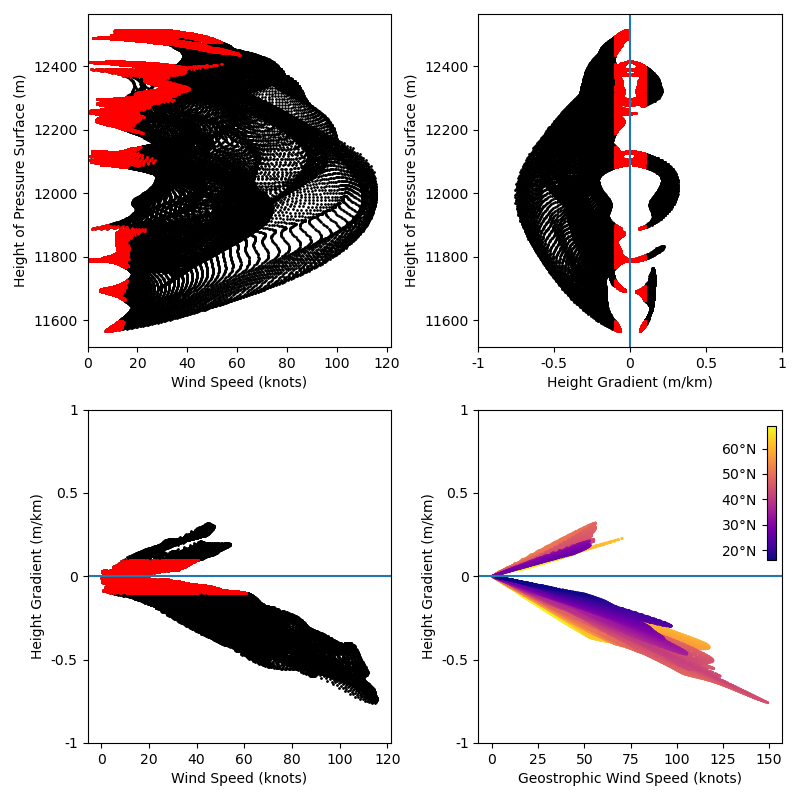 12400
12200
12000
11800
11600
Height of Pressure Surface (m)
0 20 40 60 80 100 120
Wind Speed (knots)
12400
12200
12000
11800
11600
Height of Pressure Surface (m)
-1 -0.5 0 0.5 1
Height Gradient (m/km)
1
0.5
0
-0.5
-1
Height Gradient (m/km)
0 20 40 60 80 100 120
Wind Speed (knots)
1
0.5
0
-0.5
-1
Height Gradient (m/km)
60°N
50°N
40°N
30°N
20°N
0 25 50 75 100 125 150
Geostrophic Wind Speed (knots)